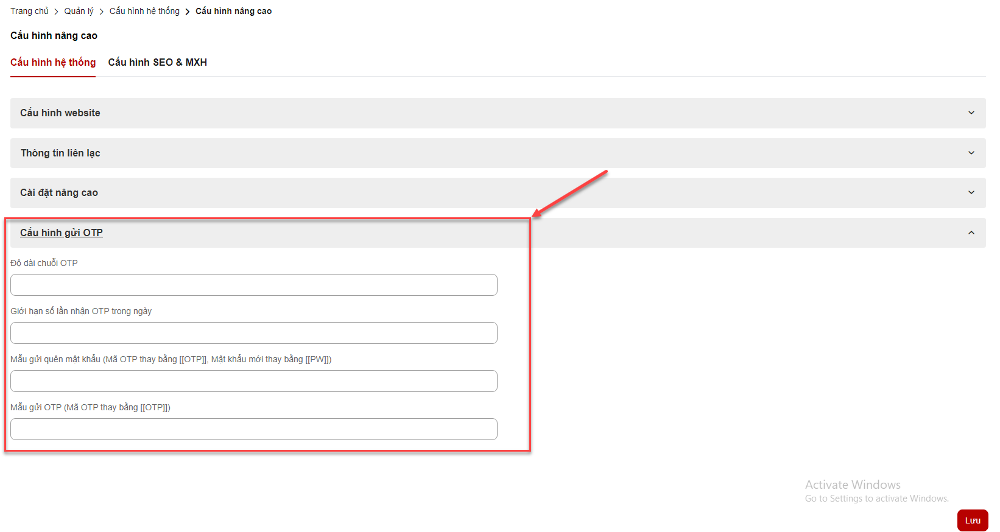 Trang chủ > Quản lý > Cấu hình hệ thống > Cấu hình nâng cao
Cấu hình nâng cao
Cấu hình hệ thống Cấu hình SEO & MXH
Cấu hình website
Thông tin liên lạc
Cài đặt nâng cao
Cấu hình gửi OTP
Độ dài chuỗi OTP
Giới hạn số lần nhận OTP trong ngày
Mẫu gửi quên mật khẩu (Mã OTP thay bằng [[OTP]], Mật khẩu mới thay bằng [[PW]])
Mẫu gửi OTP (Mã OTP thay bằng [[OTP]])
Activate Windows
Go to Settings to activate Windows.
Lưu